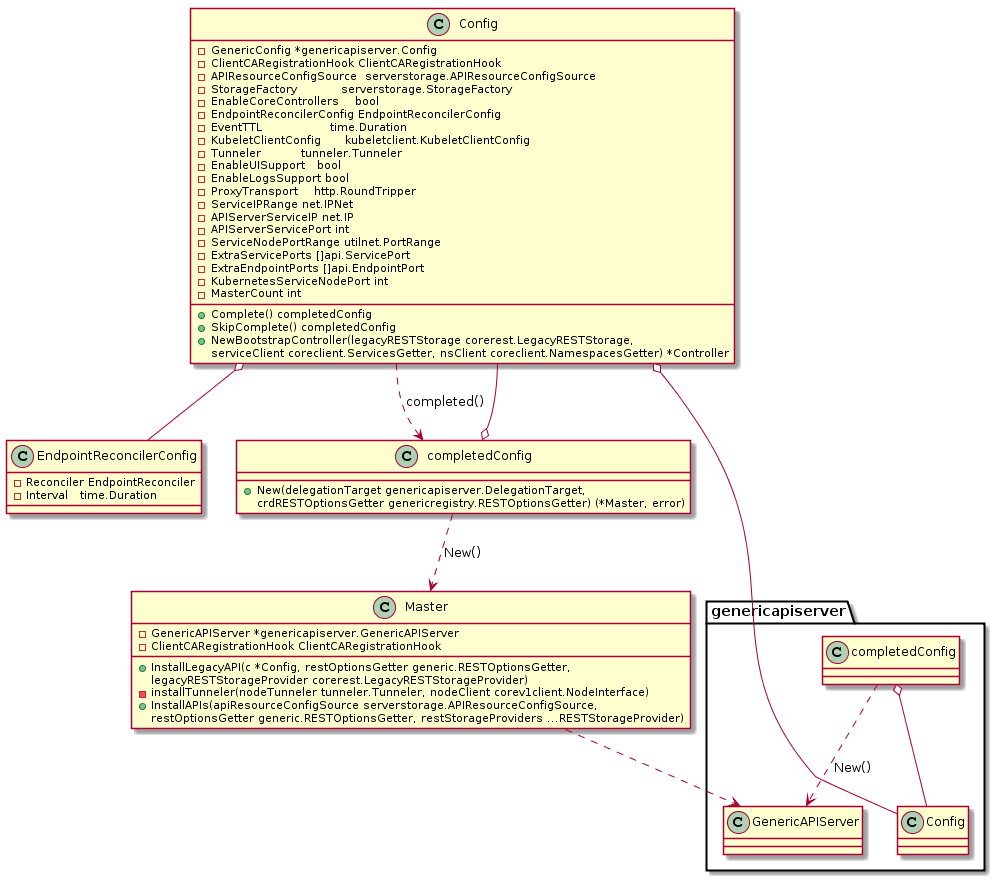 C Config
GenericConfig *genericapiserver.Config
ClientCARegistrationHook ClientCARegistrationHook
APIResourceConfigSource serverstorage.APIResourceConfigSource
StorageFactory serverstorage.StorageFactory
EnableCoreControllers bool
EndpointReconcilerConfig EndpointReconcilerConfig
EventTTL time.Duration
KubeletClientConfig kubeletclient.KubeletClientConfig
Tunneler tunneler.Tunneler
EnableUISupport bool
EnableLogsSupport bool
ProxyTransport http.RoundTripper
ServiceIPRange net.IPNet
APIServerServiceIP net.IP
APIServerServicePort int
ServiceNodePortRange utilnet.PortRange
ExtraServicePorts []api.ServicePort
ExtraEndpointPorts []api.EndpointPort
KubernetesServiceNodePort int
MasterCount int
Complete() completedConfig
SkipComplete() completedConfig
NewBootstrapController(legacyRESTStorage corerest.LegacyRESTStorage,
serviceClient coreclient.ServicesGetter, nsClient coreclient.NamespacesGetter) *Controller
completed()
C EndpointReconcilerConfig
Reconciler EndpointReconciler
Interval time.Duration
C completedConfig
New(delegationTarget genericapiserver.DelegationTarget,
crdRESTOptionsGetter genericregistry.RESTOptionsGetter) (*Master, error)
New()
C Master
GenericAPIServer *genericapiserver.GenericAPIServer
ClientCARegistrationHook ClientCARegistrationHook
InstallLegacyAPI(c *Config, restOptionsGetter generic.RESTOptionsGetter,
legacyRESTStorageProvider corerest.LegacyRESTStorageProvider)
installTunneler(nodeTunneler tunneler.Tunneler, nodeClient corev1client.NodeInterface)
InstallAPIs(apiResourceConfigSource serverstorage.APIResourceConfigSource,
restOptionsGetter generic.RESTOptionsGetter, restStorageProviders ...RESTStorageProvider)
genericapiserver
C completedConfig
New()
C GenericAPIServer
C Config